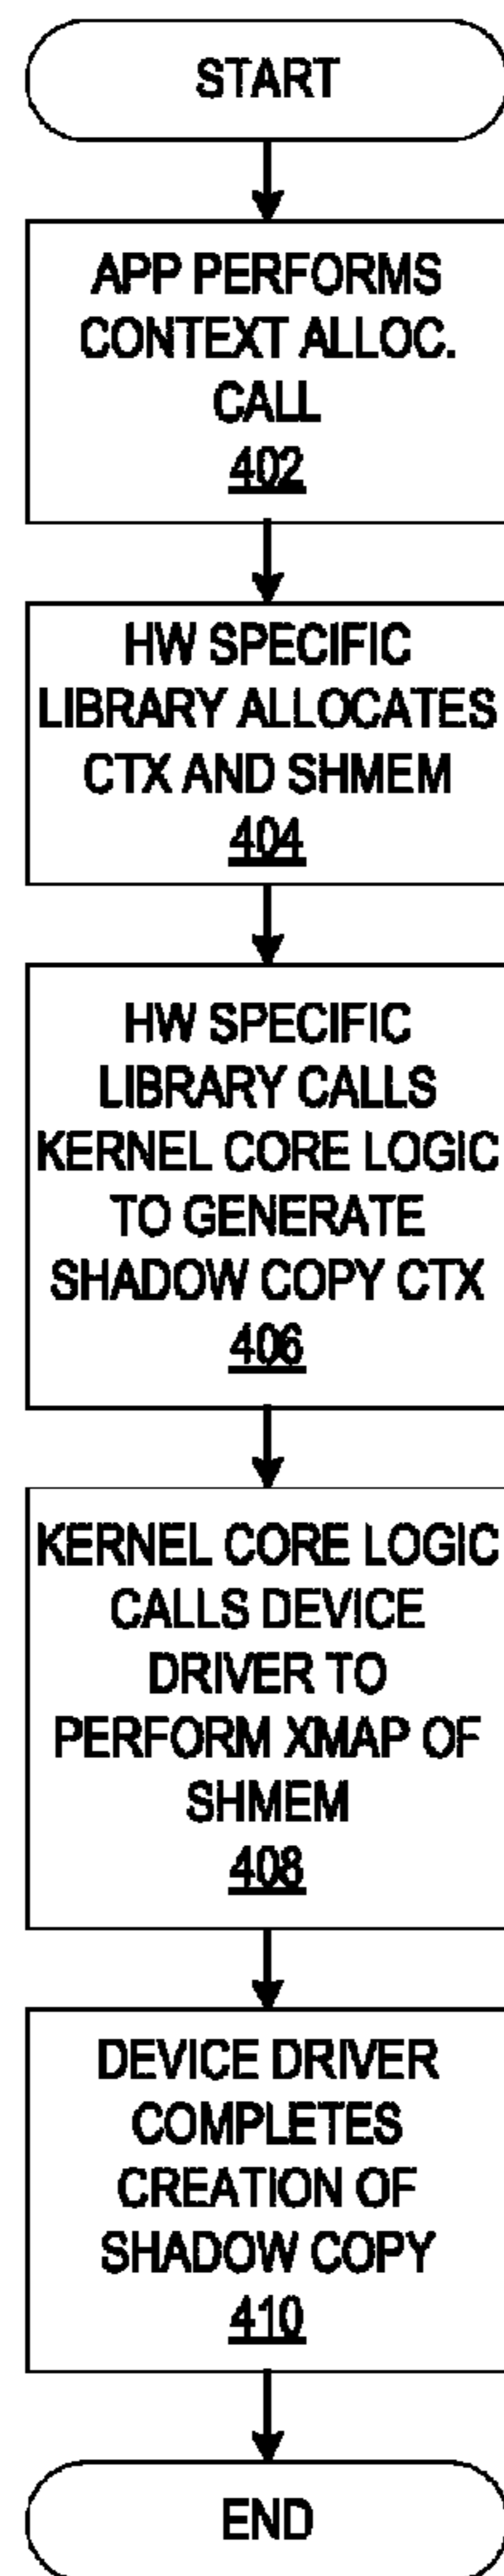 START
APP PERFORMS
CONTEXT ALLOC.
CALL
402
HW SPECIFIC
LIBRARY ALLOCATES
CTX AND SHMEM
404
HW SPECIFIC
LIBRARY CALLS
KERNEL CORE LOGIC
TO GENERATE
SHADOW COPY CTX
406
KERNEL CORE LOGIC
CALLS DEVICE
DRIVER TO
PERFORM XMAP OF
SHMEM
408
DEVICE DRIVER
COMPLETES
CREATION OF
SHADOW COPY
410
END